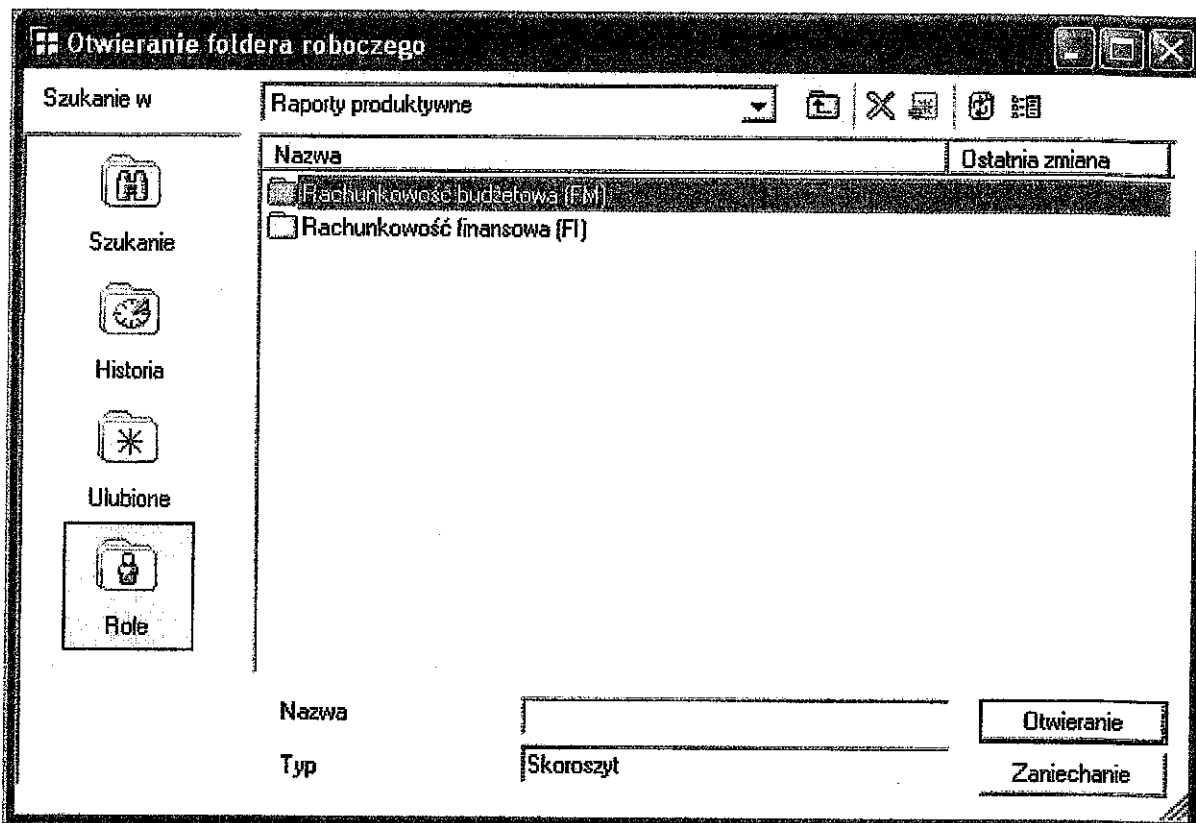 Otwieranie foldera roboczego
Szukanie w
Raporty produktywne
Nazwa
Ostatnia zmiana
Rachunkowość budżetowa (FM)
Rachunkowość finansowa (FI)
Szukanie
Historia
Ulubione
Role
Nazwa
Otwieranie
Typ
Skoroszyt
Zaniechanie